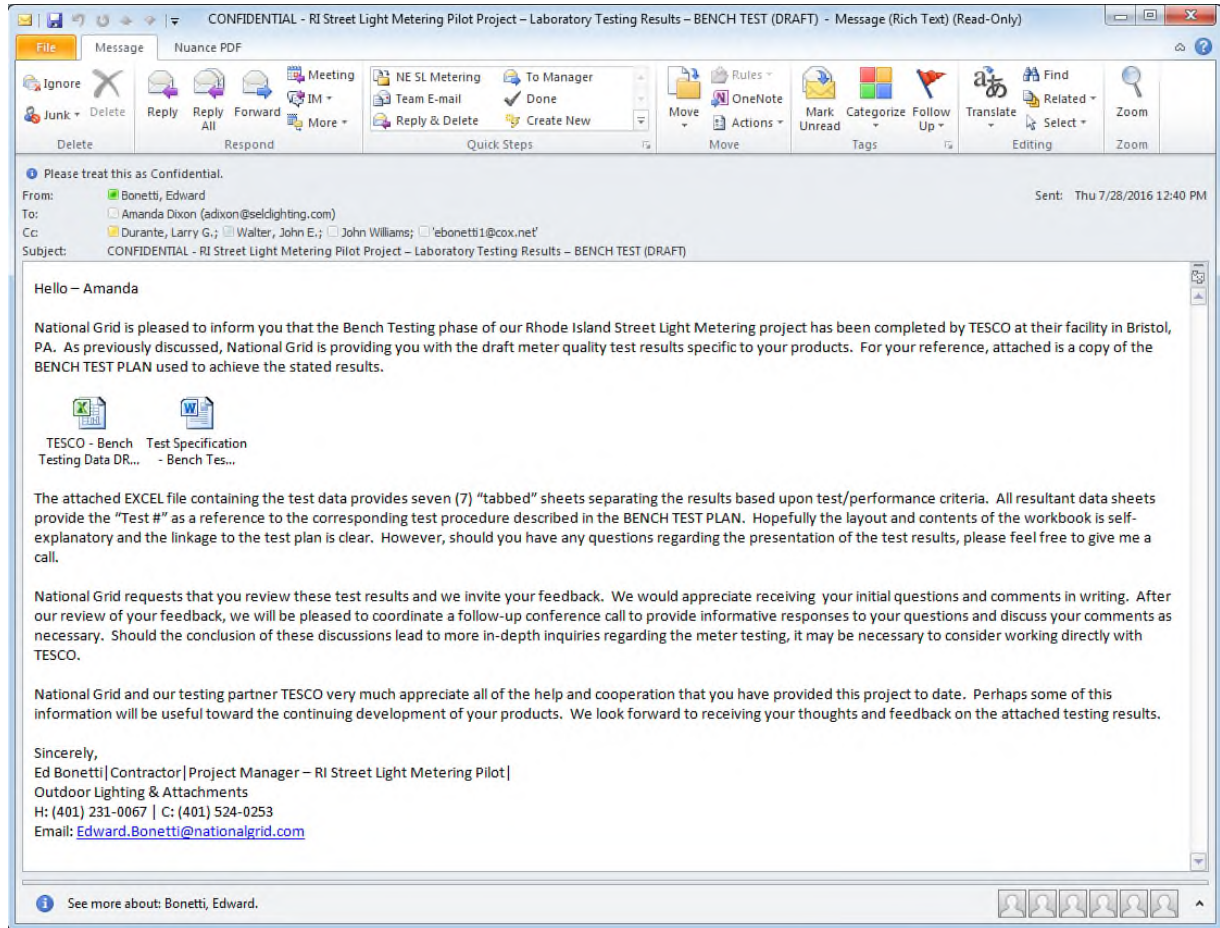 CONFIDENTIAL - RI Street Light Metering Pilot Project – Laboratory Testing Results – BENCH TEST (DRAFT) - Message (Rich Text) (Read-Only)
File Message Nuance PDF
Ignore
Junk
Delete
Reply
Reply All
Forward
Meeting
IM
More
NE SL Metering
Team E-mail
Reply & Delete
To Manager
Done
Create New
Move
Rules
OneNote
Actions
Mark Unread
Categorize
Follow Up
Translate
Find
Related
Select
Zoom
Delete Respond Quick Steps Move Tags Editing Zoom
Please treat this as Confidential.
From: Bonetti, Edward Sent: Thu 7/28/2016 12:40 PM
To: Amanda Dixon (adixon@selclighting.com)
Cc: Durante, Larry G.; Walter, John E.; John Williams; 'ebonetti1@cox.net'
Subject: CONFIDENTIAL - RI Street Light Metering Pilot Project – Laboratory Testing Results – BENCH TEST (DRAFT)
Hello – Amanda
National Grid is pleased to inform you that the Bench Testing phase of our Rhode Island Street Light Metering project has been completed by TESCO at their facility in Bristol,
PA. As previously discussed, National Grid is providing you with the draft meter quality test results specific to your products. For your reference, attached is a copy of the
BENCH TEST PLAN used to achieve the stated results.
TESCO - Bench Testing Data DR...
Test Specification - Bench Tes...
The attached EXCEL file containing the test data provides seven (7) “tabbed” sheets separating the results based upon test/performance criteria. All resultant data sheets
provide the “Test #” as a reference to the corresponding test procedure described in the BENCH TEST PLAN. Hopefully the layout and contents of the workbook is self-
explanatory and the linkage to the test plan is clear. However, should you have any questions regarding the presentation of the test results, please feel free to give me a
call.
National Grid requests that you review these test results and we invite your feedback. We would appreciate receiving your initial questions and comments in writing. After
our review of your feedback, we will be pleased to coordinate a follow-up conference call to provide informative responses to your questions and discuss your comments as
necessary. Should the conclusion of these discussions lead to more in-depth inquiries regarding the meter testing, it may be necessary to consider working directly with
TESCO.
National Grid and our testing partner TESCO very much appreciate all of the help and cooperation that you have provided this project to date. Perhaps some of this
information will be useful toward the continuing development of your products. We look forward to receiving your thoughts and feedback on the attached testing results.
Sincerely,
Ed Bonetti|Contractor|Project Manager – RI Street Light Metering Pilot|
Outdoor Lighting & Attachments
H: (401) 231-0067 | C: (401) 524-0253
Email: Edward.Bonetti@nationalgrid.com
See more about: Bonetti, Edward.